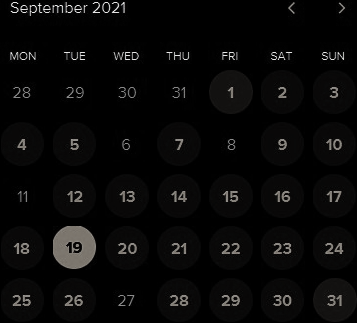 September 2021
MON TUE WED THU FRI SAT SUN
28 29 30 31 1 2 3
4 5 6 7 8 9 10
11 12 13 14 15 16 17
18 19 20 21 22 23 24
25 26 27 28 29 30 31